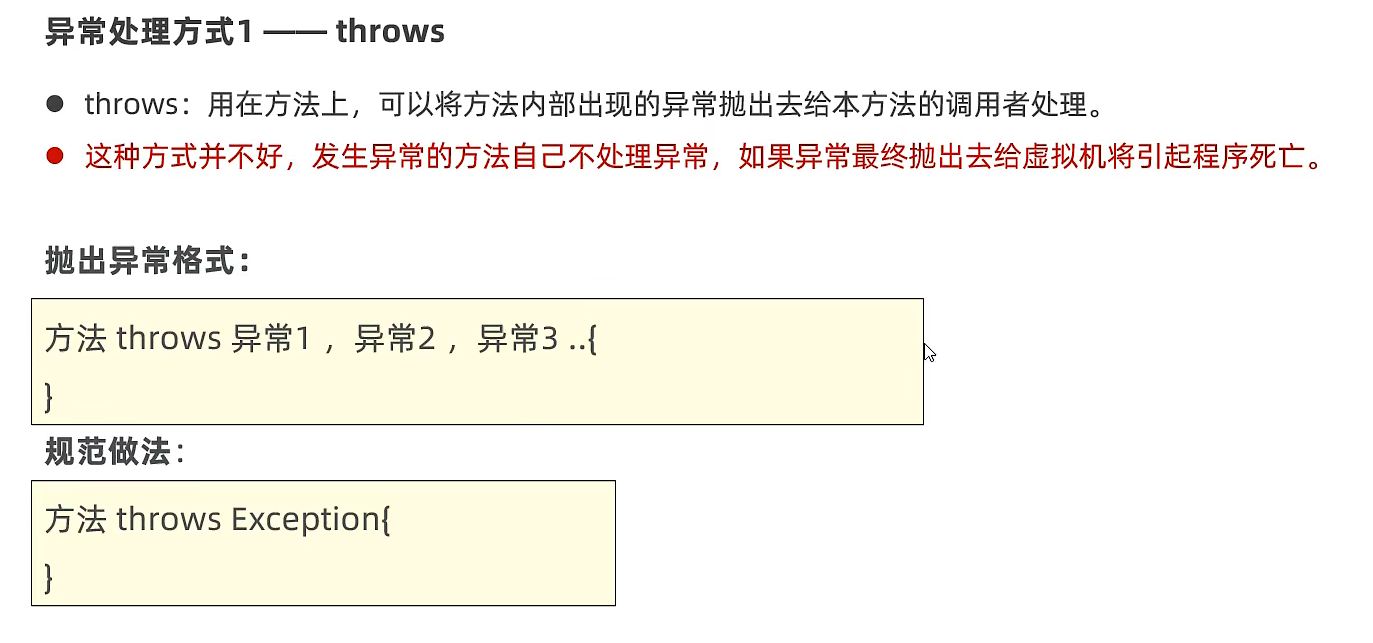 异常处理方式1 —— throws
● throws：用在方法上，可以将方法内部出现的异常抛出去给本方法的调用者处理。
● 这种方式并不好，发生异常的方法自己不处理异常，如果异常最终抛出去给虚拟机将引起程序死亡。
抛出异常格式：
方法 throws 异常1 ，异常2 ，异常3 ..{
}
规范做法：
方法 throws Exception{
}